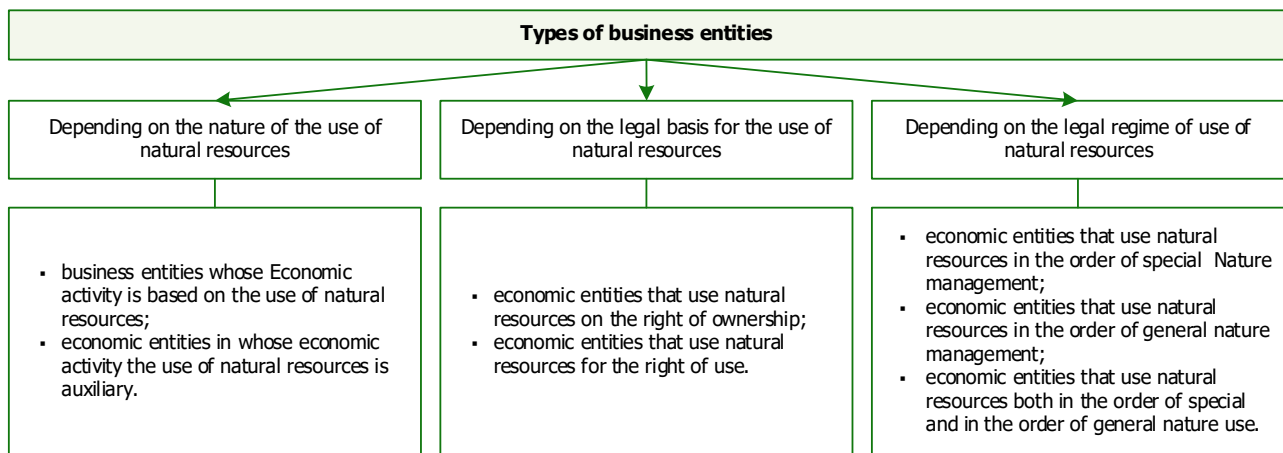 Types of business entities
Depending on the nature of the use of
natural resources
Depending on the legal basis for the use of
natural resources
Depending on the legal regime of use of
natural resources
▪ business entities whose Economic
activity is based on the use of natural
resources;
▪ economic entities in whose economic
activity the use of natural resources is
auxiliary.
▪ economic entities that use natural
resources on the right of ownership;
▪ economic entities that use natural
resources for the right of use.
▪ economic entities that use natural
resources in the order of special Nature
management;
▪ economic entities that use natural
resources in the order of general nature
management;
▪ economic entities that use natural
resources both in the order of special
and in the order of general nature use.